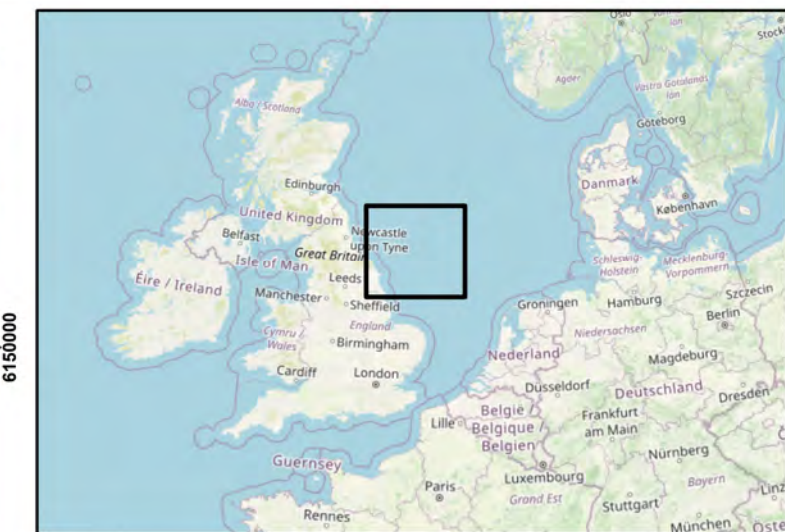 6150000
Oslo
Stockh
Agder
Västra Götalands
län
Alba / Scotland
Göteborg
Edinburgh
Danmark
København
United Kingdom
Belfast
Newcastle
upon Tyne
Great Britain
Isle of Man
Schleswig-
Holstein
Mecklenburg-
Vorpommern
Éire / Ireland
Leeds
Manchester
Sheffield
Groningen
Hamburg
Szczecin
England
Cymru /
Wales
Birmingham
Niedersachsen
Berlin
Nederland
Magdeburg
Cardiff
London
Düsseldorf
Deutschland
Dresden
Lille
België /
Belgique /
Belgien
Frankfurt
am Main
Guernsey
Luxembourg
Nürnberg
Paris
Grand Est
Bayern
Linz
Rennes
Stuttgart
München
Öste